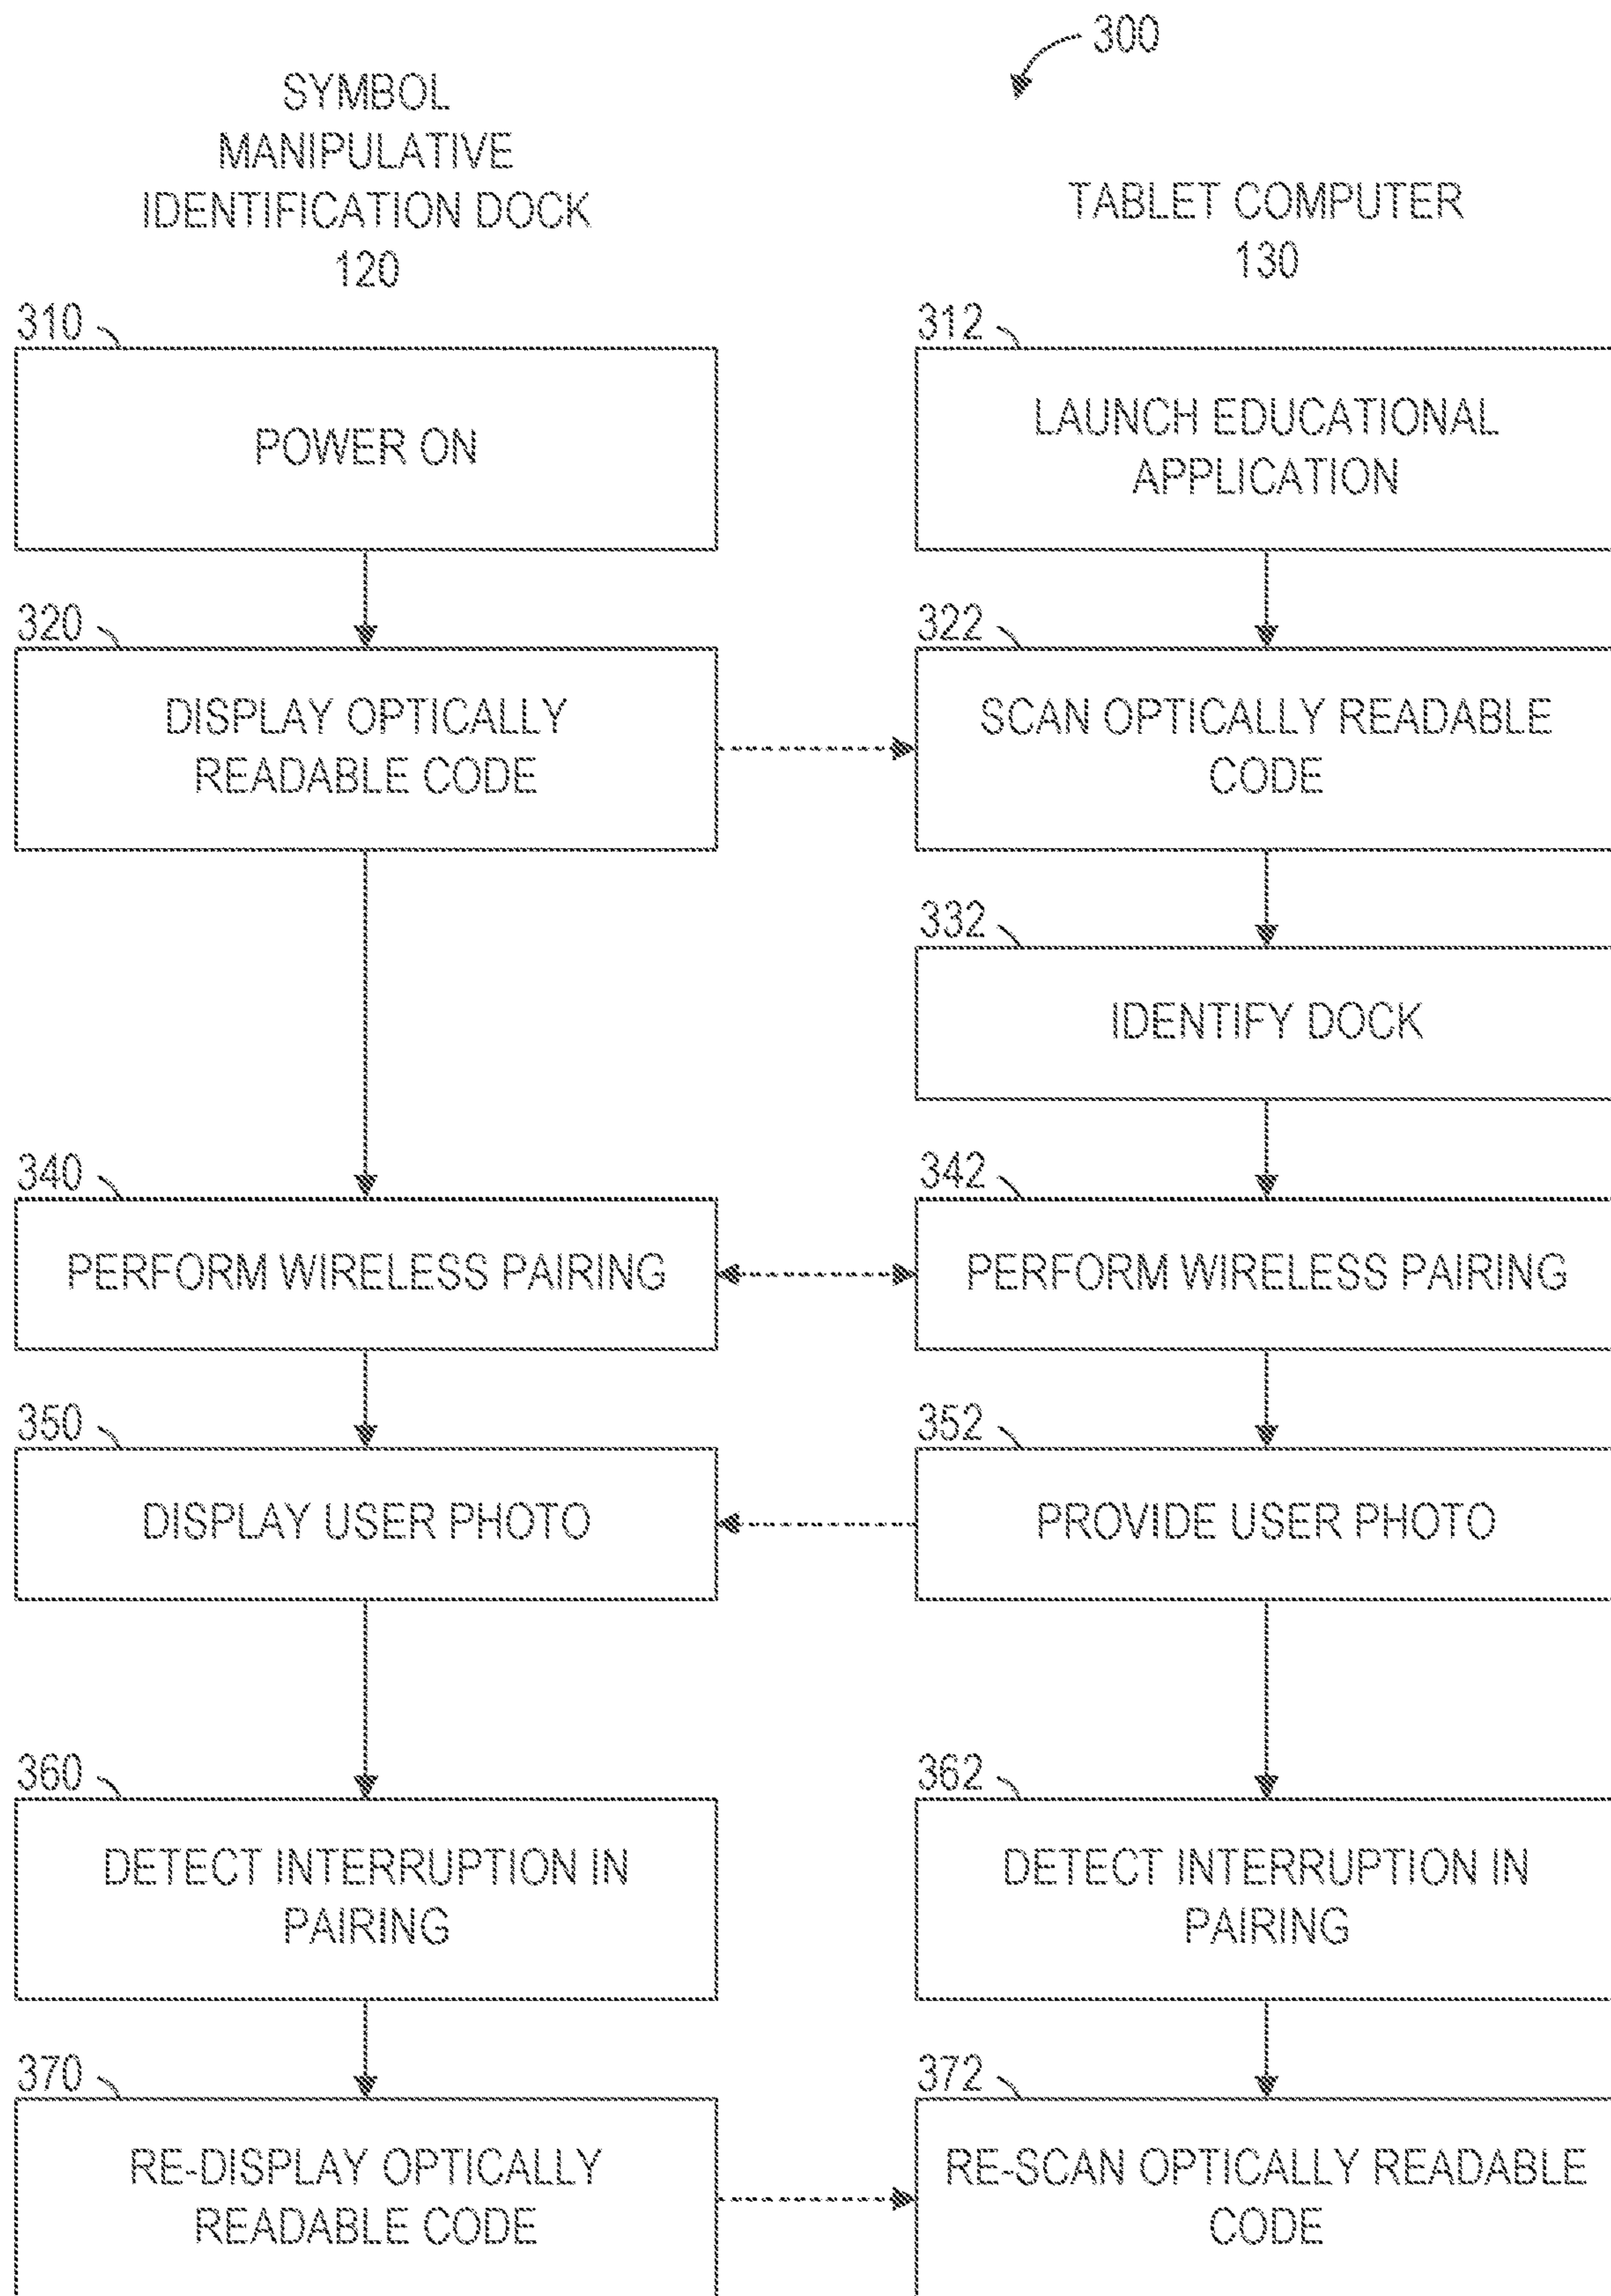 300
SYMBOL
MANIPULATIVE
IDENTIFICATION DOCK
120
TABLET COMPUTER
130
310
POWER ON
312
LAUNCH EDUCATIONAL
APPLICATION
320
DISPLAY OPTICALLY
READABLE CODE
322
SCAN OPTICALLY READABLE
CODE
332
IDENTIFY DOCK
340
PERFORM WIRELESS PAIRING
342
PERFORM WIRELESS PAIRING
350
DISPLAY USER PHOTO
352
PROVIDE USER PHOTO
360
DETECT INTERRUPTION IN
PAIRING
362
DETECT INTERRUPTION IN
PAIRING
370
RE-DISPLAY OPTICALLY
READABLE CODE
372
RE-SCAN OPTICALLY READABLE
CODE